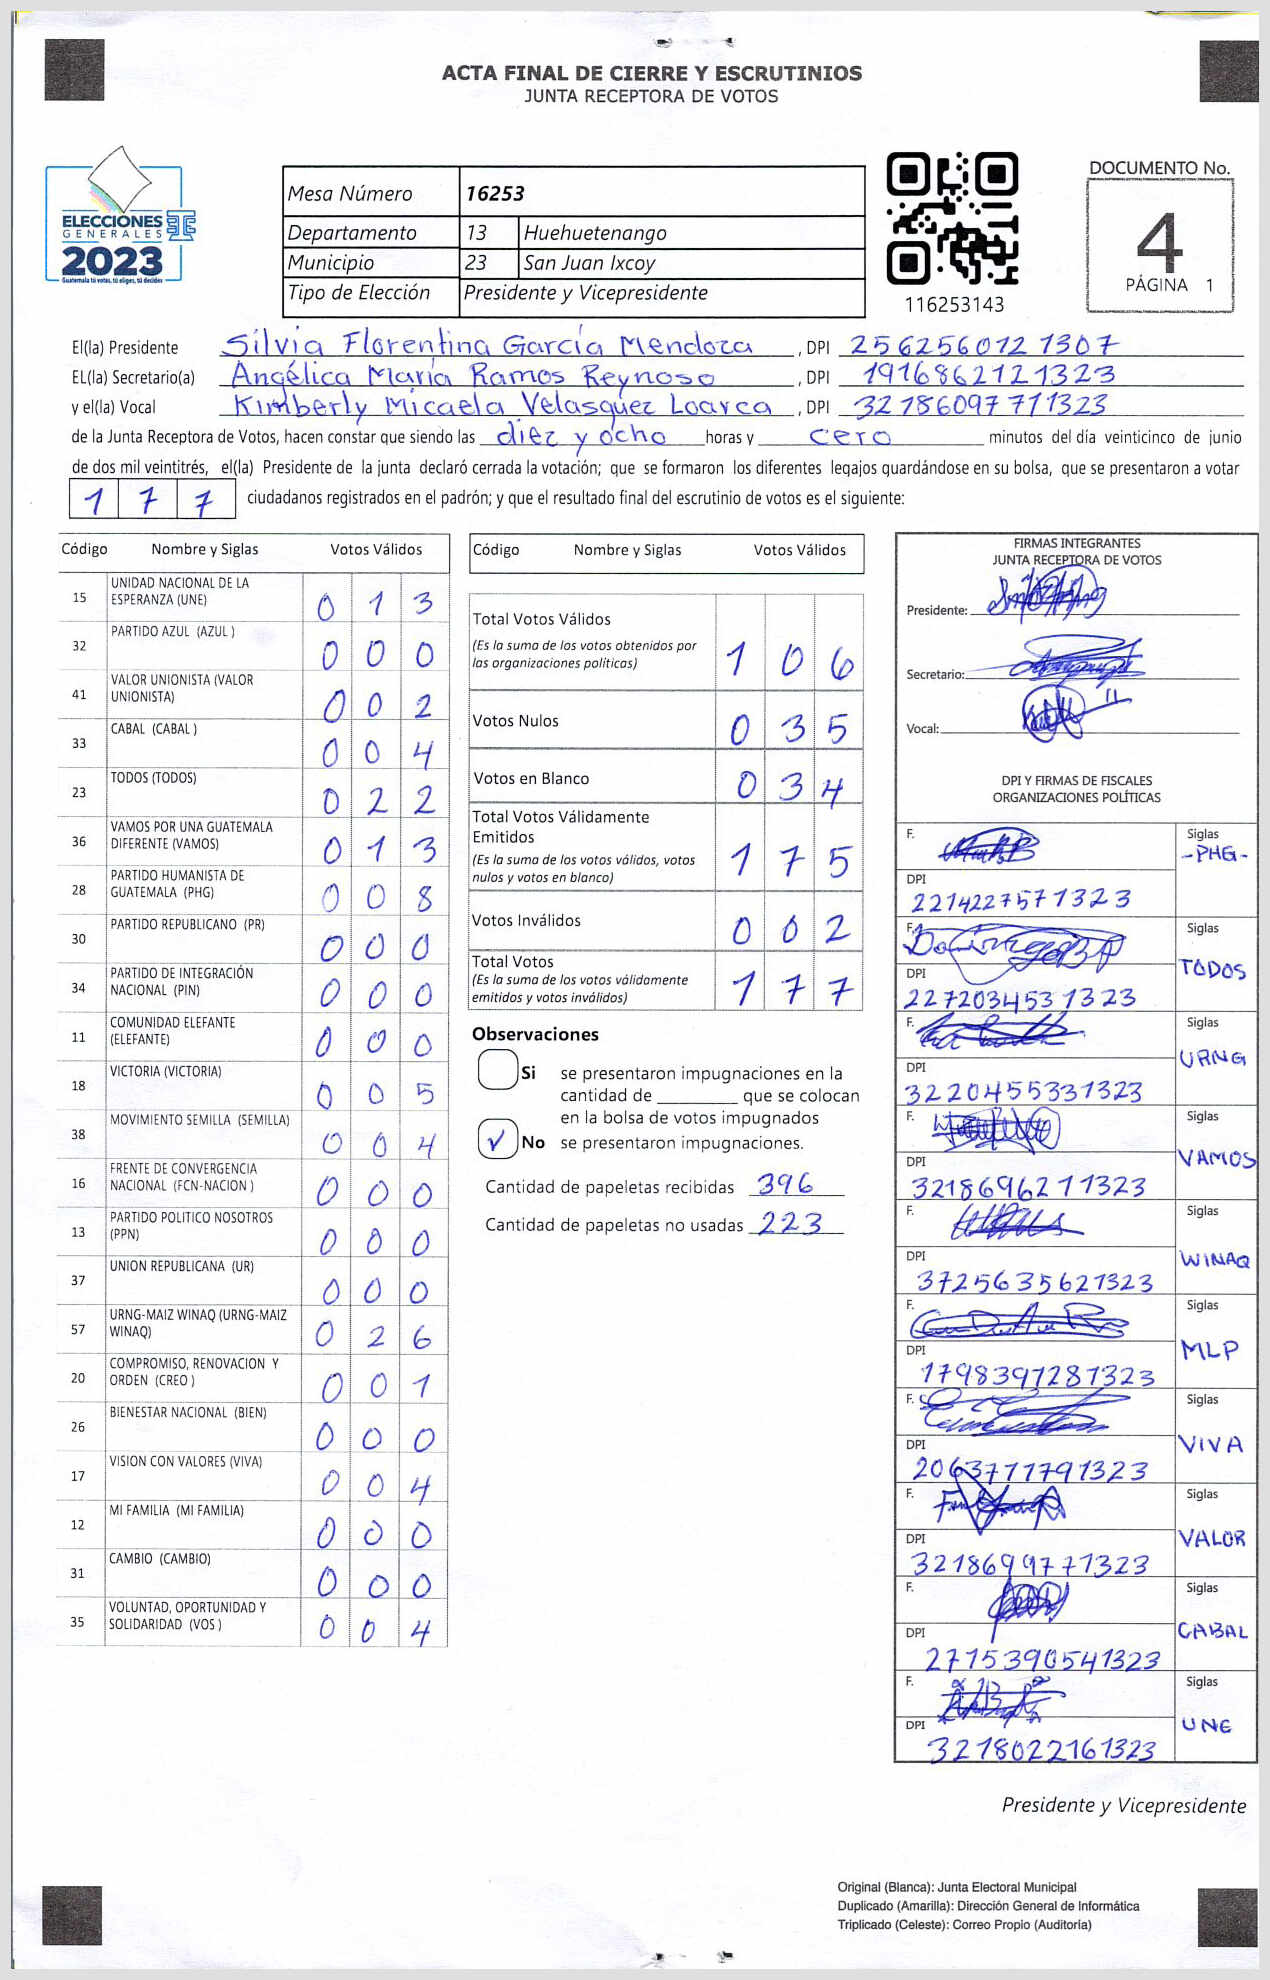 ACTA FINAL DE CIERRE Y ESCRUTINIOS
JUNTA RECEPTORA DE VOTOS
ELECCIONES
GENERALES
2023
Guatemala tú votas, tú eliges, tú decides
Mesa Número 16253
Departamento 13 Huehuetenango
Municipio 23 San Juan Ixcoy
Tipo de Elección Presidente y Vicepresidente
116253143
DOCUMENTO No.
4
PÁGINA 1
El(la) Presidente Silvia Florentina García Mendoza, DPI 2562560121307
EL(la) Secretario(a) Angélica María Ramos Reynoso, DPI 1916862121323
y el(la) Vocal Kimberly Micaela Velasquez Loarca, DPI 32186097711323
de la Junta Receptora de Votos, hacen constar que siendo las diez y ocho horas y cero minutos del día veinticinco de junio
de dos mil veintitrés, el(la) Presidente de la junta declaró cerrada la votación; que se formaron los diferentes legajos guardándose en su bolsa, que se presentaron a votar
177 ciudadanos registrados en el padrón; y que el resultado final del escrutinio de votos es el siguiente:
Código Nombre y Siglas Votos Válidos
15 UNIDAD NACIONAL DE LA ESPERANZA (UNE) 0 1 3
32 PARTIDO AZUL (AZUL ) 0 0 0
41 VALOR UNIONISTA (VALOR UNIONISTA) 0 0 2
33 CABAL (CABAL ) 0 0 4
23 TODOS (TODOS) 0 2 2
36 VAMOS POR UNA GUATEMALA DIFERENTE (VAMOS) 0 1 3
28 PARTIDO HUMANISTA DE GUATEMALA (PHG) 0 0 8
30 PARTIDO REPUBLICANO (PR) 0 0 0
34 PARTIDO DE INTEGRACIÓN NACIONAL (PIN) 0 0 0
11 COMUNIDAD ELEFANTE (ELEFANTE) 0 0 0
18 VICTORIA (VICTORIA) 0 0 5
38 MOVIMIENTO SEMILLA (SEMILLA) 0 0 4
16 FRENTE DE CONVERGENCIA NACIONAL (FCN-NACION ) 0 0 0
13 PARTIDO POLITICO NOSOTROS (PPN) 0 0 0
37 UNION REPUBLICANA (UR) 0 0 0
57 URNG-MAIZ WINAQ (URNG-MAIZ WINAQ) 0 2 6
20 COMPROMISO, RENOVACION Y ORDEN (CREO ) 0 0 1
26 BIENESTAR NACIONAL (BIEN) 0 0 0
17 VISION CON VALORES (VIVA) 0 0 4
12 MI FAMILIA (MI FAMILIA) 0 0 0
31 CAMBIO (CAMBIO) 0 0 0
35 VOLUNTAD, OPORTUNIDAD Y SOLIDARIDAD (VOS ) 0 0 4
Código Nombre y Siglas Votos Válidos
Total Votos Válidos
(Es la suma de los votos obtenidos por
las organizaciones políticas) 1 0 6
Votos Nulos 0 3 5
Votos en Blanco 0 3 4
Total Votos Válidamente
Emitidos
(Es la suma de los votos válidos, votos
nulos y votos en blanco) 1 7 5
Votos Inválidos 0 0 2
Total Votos
(Es la suma de los votos válidamente
emitidos y votos inválidos) 1 7 7
Observaciones
Si se presentaron impugnaciones en la
cantidad de ________ que se colocan
en la bolsa de votos impugnados
✓ No se presentaron impugnaciones.
Cantidad de papeletas recibidas 396
Cantidad de papeletas no usadas 223
FIRMAS INTEGRANTES
JUNTA RECEPTORA DE VOTOS
Presidente:
Secretario:
Vocal:
DPI Y FIRMAS DE FISCALES
ORGANIZACIONES POLÍTICAS
F. Siglas
-PHG-
DPI
2214227571323
F. Siglas
TODOS
DPI
2272034531323
F. Siglas
URNG
DPI
3220455331323
F. Siglas
VAMOS
DPI
3218696211323
F. Siglas
WINAQ
DPI
3725635621323
F. Siglas
MLP
DPI
1798397281323
F. Siglas
VIVA
DPI
2063777791323
F. Siglas
VALOR
DPI
3218699771323
F. Siglas
CABAL
DPI
2715390541323
F. Siglas
UNE
DPI
3218022161323
Presidente y Vicepresidente
Original (Blanca): Junta Electoral Municipal
Duplicado (Amarilla): Dirección General de Informática
Triplicado (Celeste): Correo Propio (Auditoría)